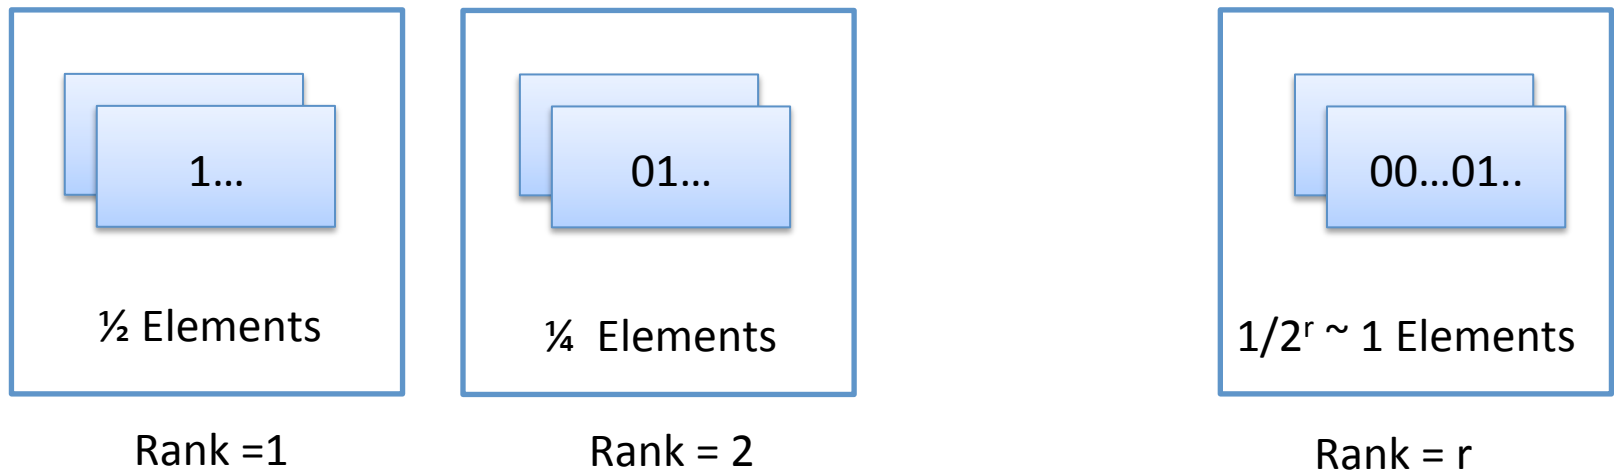 1...
½ Elements
Rank =1
01...
¼ Elements
Rank = 2
00...01..
1/2ʳ ~ 1 Elements
Rank = r